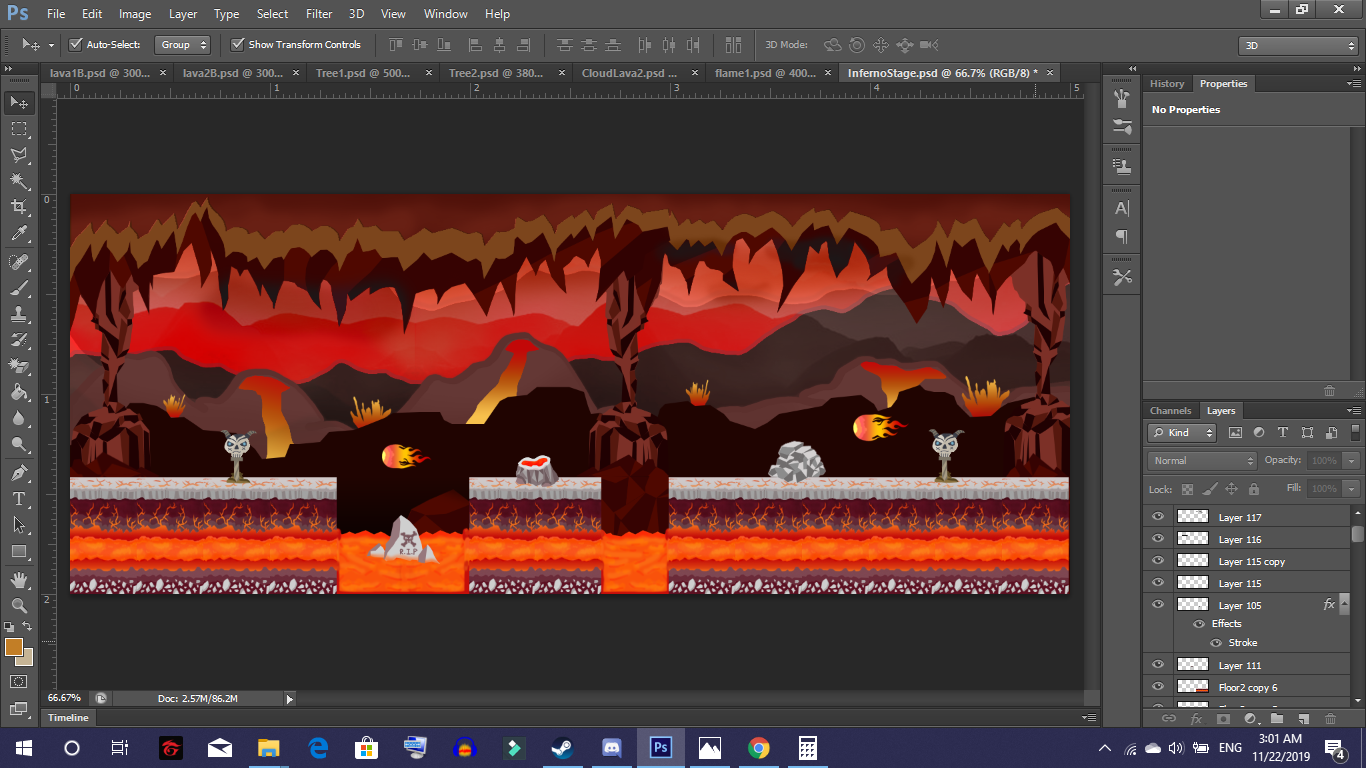 Ps File Edit Image Layer Type Select Filter 3D View Window Help
Auto-Select: Group Show Transform Controls 3D Mode: 3D
lava1B.psd @ 300... × lava2B.psd @ 300... × Tree1.psd @ 500... × Tree2.psd @ 380... × CloudLava2.psd ... × flame1.psd @ 400... × InfernoStage.psd @ 66.7% (RGB/8) * ×
0 1 2 3 4 5
0
1
2
History Properties
No Properties
Channels Layers
Kind
Normal Opacity: 100%
Lock: Fill: 100%
Layer 117
Layer 116
Layer 115 copy
Layer 115
Layer 105 fx
Effects
Stroke
Layer 111
Floor2 copy 6
R.I.P
66.67% Doc: 2.57M/86.2M
Timeline
Ps ENG 3:01 AM
11/22/2019 4